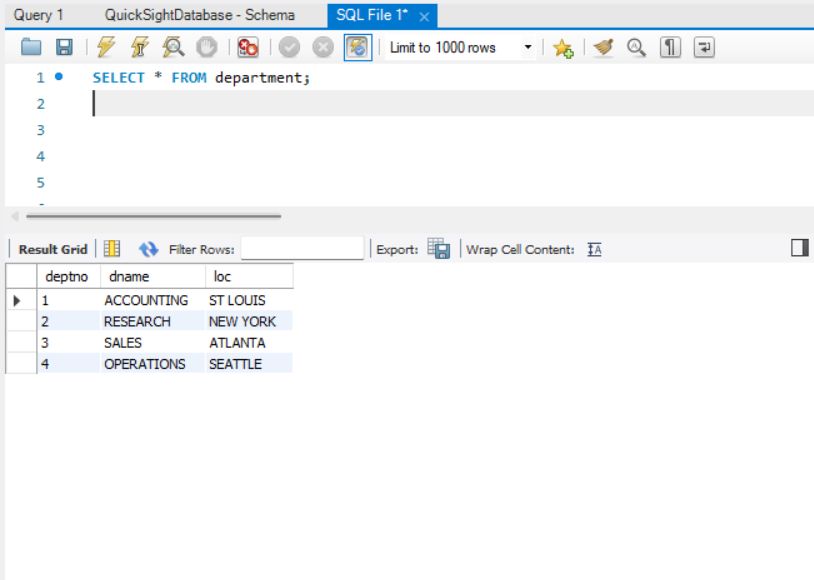 Query 1 QuickSightDatabase - Schema SQL File 1* ×
Limit to 1000 rows
1 SELECT * FROM department;
2
3
4
5
Result Grid Filter Rows: Export: Wrap Cell Content: IA
deptno dname loc
1 ACCOUNTING ST LOUIS
2 RESEARCH NEW YORK
3 SALES ATLANTA
4 OPERATIONS SEATTLE